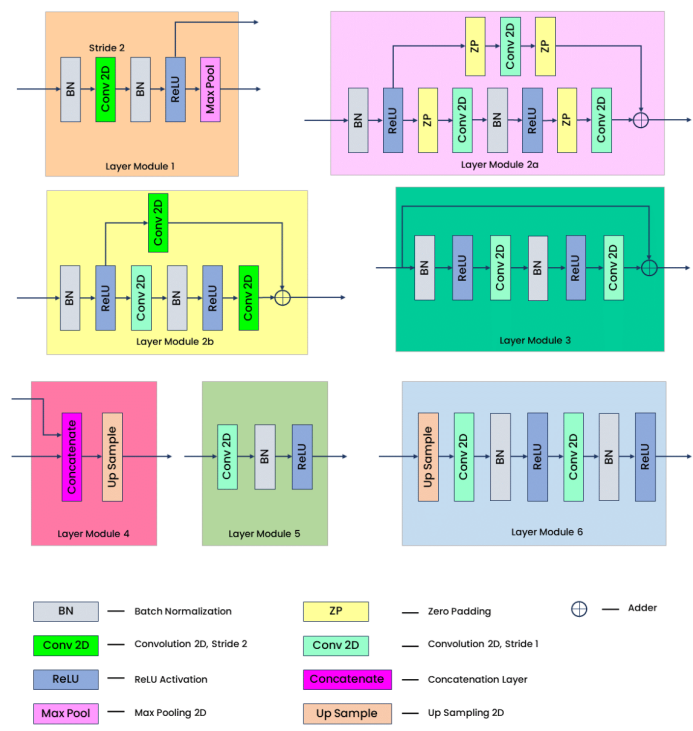 Stride 2
BN
Conv 2D
BN
ReLU
Max Pool
Layer Module 1
ZP
Conv 2D
ZP
BN
ReLU
ZP
Conv 2D
BN
ReLU
ZP
Conv 2D
Layer Module 2a
Conv 2D
BN
ReLU
Conv 2D
BN
ReLU
Conv 2D
Layer Module 2b
BN
ReLU
Conv 2D
BN
ReLU
Conv 2D
Layer Module 3
Concatenate
Up Sample
Layer Module 4
Conv 2D
BN
ReLU
Layer Module 5
Up Sample
Conv 2D
BN
ReLU
Conv 2D
BN
ReLU
Layer Module 6
BN — Batch Normalization
ZP — Zero Padding
— Adder
Conv 2D — Convolution 2D, Stride 2
Conv 2D — Convolution 2D, Stride 1
ReLU — ReLU Activation
Concatenate — Concatenation Layer
Max Pool — Max Pooling 2D
Up Sample — Up Sampling 2D